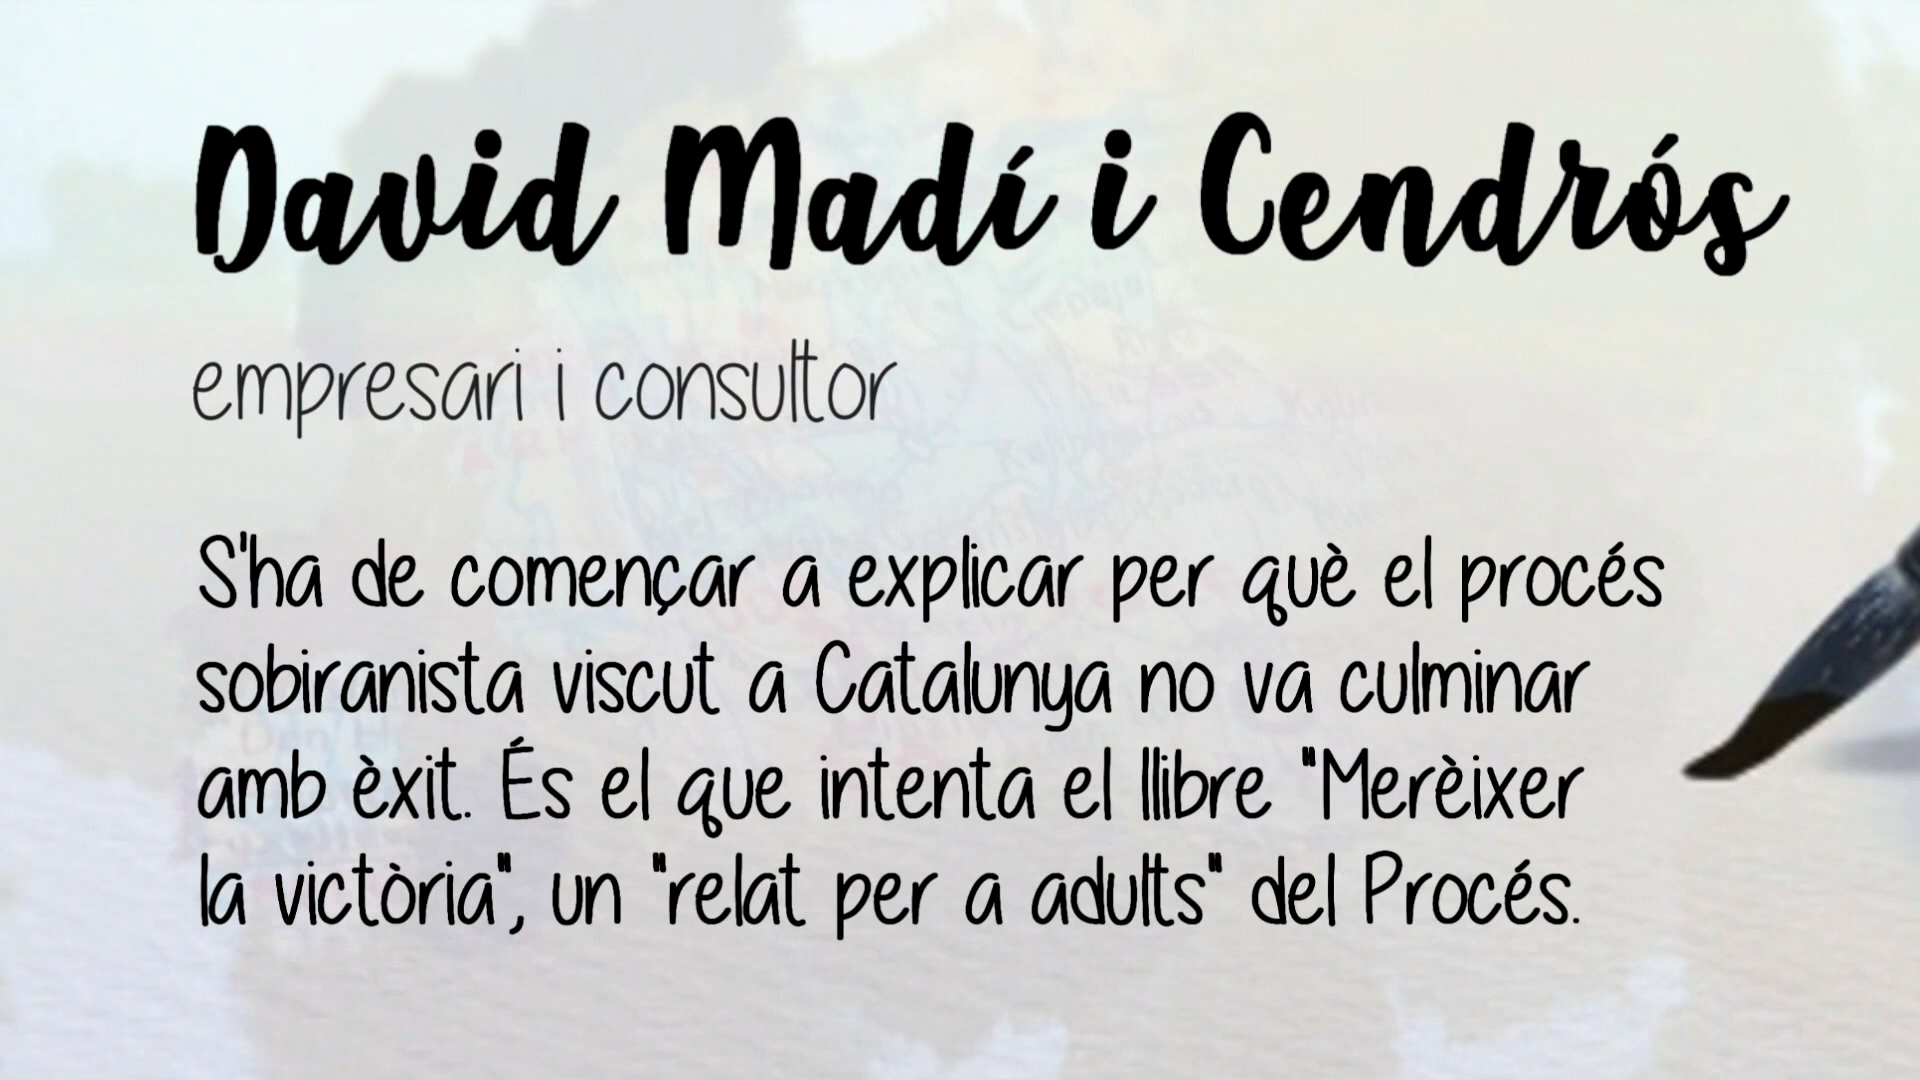 David Madí i Cendrós
empresari i consultor
S'ha de començar a explicar per què el procés
sobiranista viscut a Catalunya no va culminar
amb èxit. És el que intenta el llibre "Merèixer
la victòria", un "relat per a adults" del Procés.